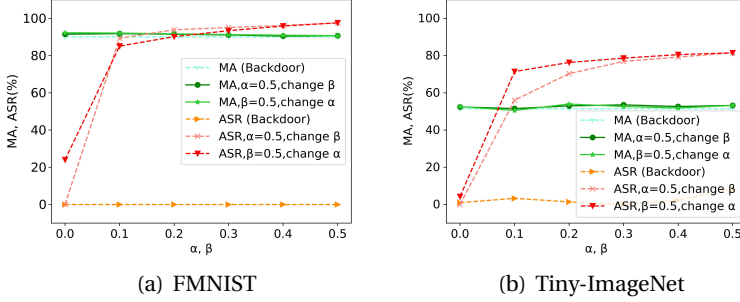 MA, ASR(%)
100
80
60
40
20
0
MA (Backdoor)
MA,α=0.5,change β
MA,β=0.5,change α
ASR (Backdoor)
ASR,α=0.5,change β
ASR,β=0.5,change α
0.0 0.1 0.2 0.3 0.4 0.5
α, β
(a) FMNIST
MA, ASR(%)
100
80
60
40
20
0
MA (Backdoor)
MA,α=0.5,change β
MA,β=0.5,change α
ASR (Backdoor)
ASR,α=0.5,change β
ASR,β=0.5,change α
0.0 0.1 0.2 0.3 0.4 0.5
α, β
(b) Tiny-ImageNet